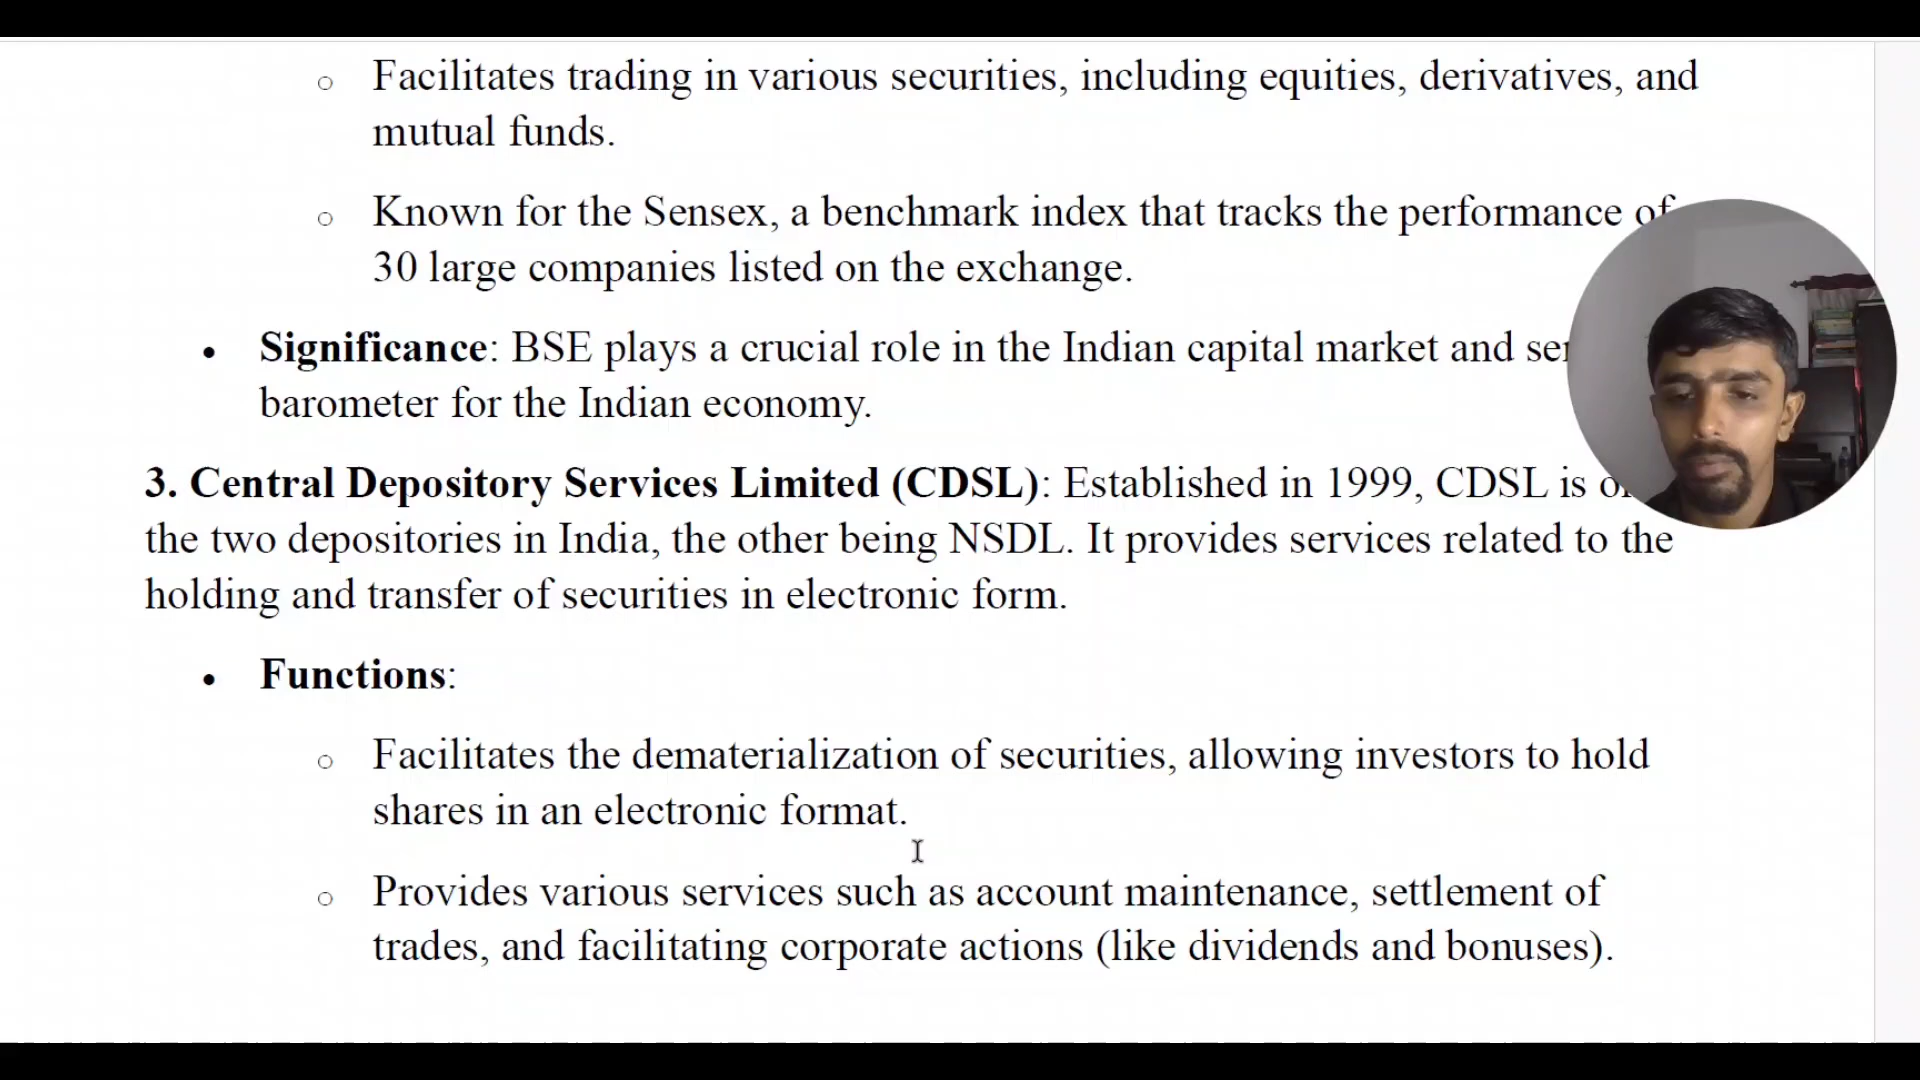 ○ Facilitates trading in various securities, including equities, derivatives, and
mutual funds.
○ Known for the Sensex, a benchmark index that tracks the performance of
30 large companies listed on the exchange.
• Significance: BSE plays a crucial role in the Indian capital market and
barometer for the Indian economy.
3. Central Depository Services Limited (CDSL): Established in 1999, CDSL is
the two depositories in India, the other being NSDL. It provides services related to the
holding and transfer of securities in electronic form.
• Functions:
○ Facilitates the dematerialization of securities, allowing investors to hold
shares in an electronic format.
○ Provides various services such as account maintenance, settlement of
trades, and facilitating corporate actions (like dividends and bonuses).